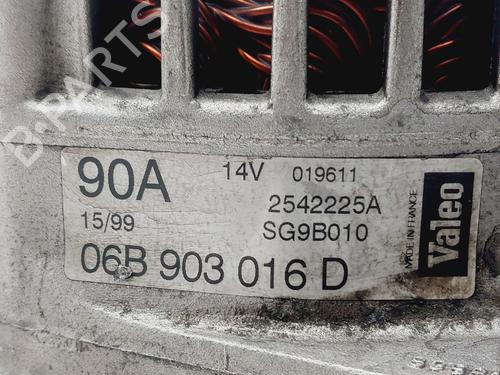 B-PARTS
90A 14V 019611
2542225A
15/99 SG9B010
06B 903 016 D
MADE IN FRANCE
Valeo